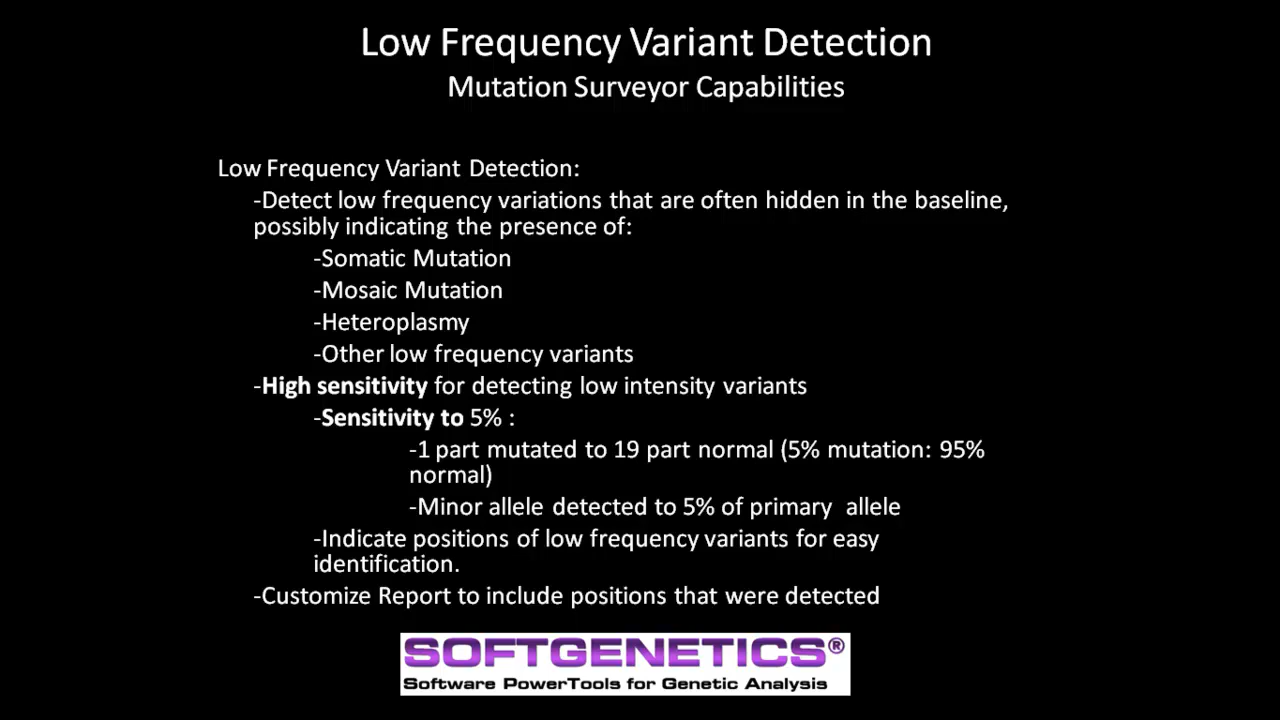 Low Frequency Variant Detection
Mutation Surveyor Capabilities
Low Frequency Variant Detection:
-Detect low frequency variations that are often hidden in the baseline,
possibly indicating the presence of:
-Somatic Mutation
-Mosaic Mutation
-Heteroplasmy
-Other low frequency variants
-High sensitivity for detecting low intensity variants
-Sensitivity to 5% :
-1 part mutated to 19 part normal (5% mutation: 95%
normal)
-Minor allele detected to 5% of primary  allele
-Indicate positions of low frequency variants for easy
identification.
-Customize Report to include positions that were detected
SOFTGENETICS®
Software PowerTools for Genetic Analysis